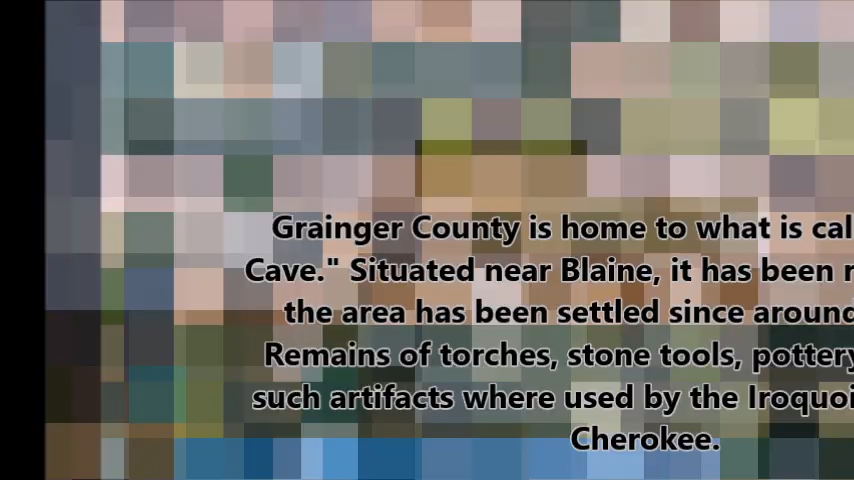 Grainger County is home to what is cal
Cave." Situated near Blaine, it has been
the area has been settled since around
Remains of torches, stone tools, pottery
such artifacts where used by the Iroquoi
Cherokee.